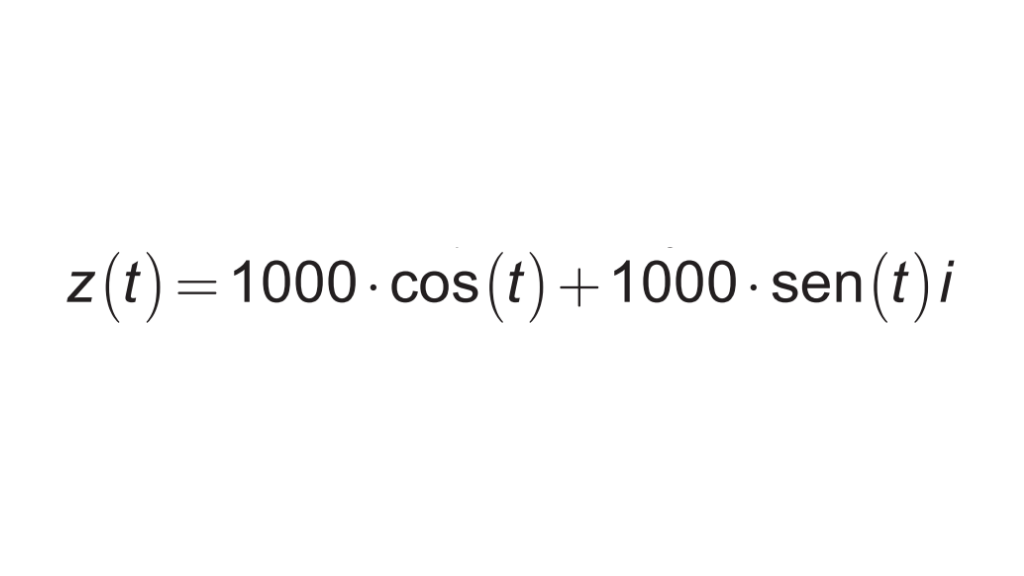 z(t) = 1000 · cos(t) + 1000 · sen(t) i